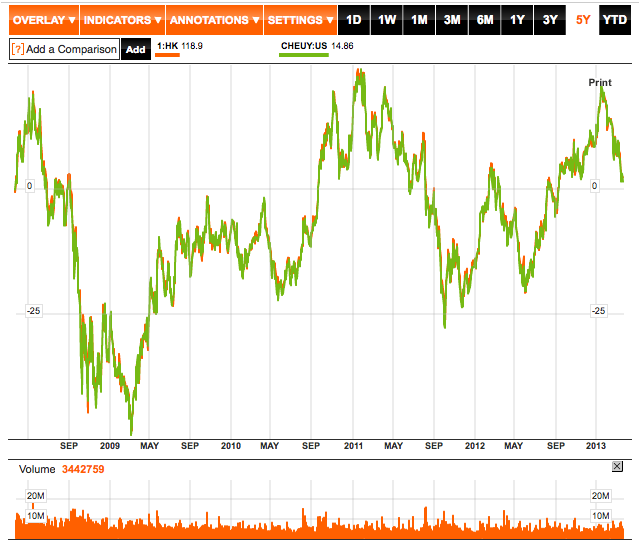 OVERLAY ▼ INDICATORS ▼ ANNOTATIONS ▼ SETTINGS ▼ 1D 1W 1M 3M 6M 1Y 3Y 5Y YTD
[?] Add a Comparison Add 1:HK 118.9 CHEUY:US 14.86
Print
0 0
-25 -25
SEP 2009 MAY SEP 2010 MAY SEP 2011 MAY SEP 2012 MAY SEP 2013
Volume 3442759
20M 20M
10M 10M